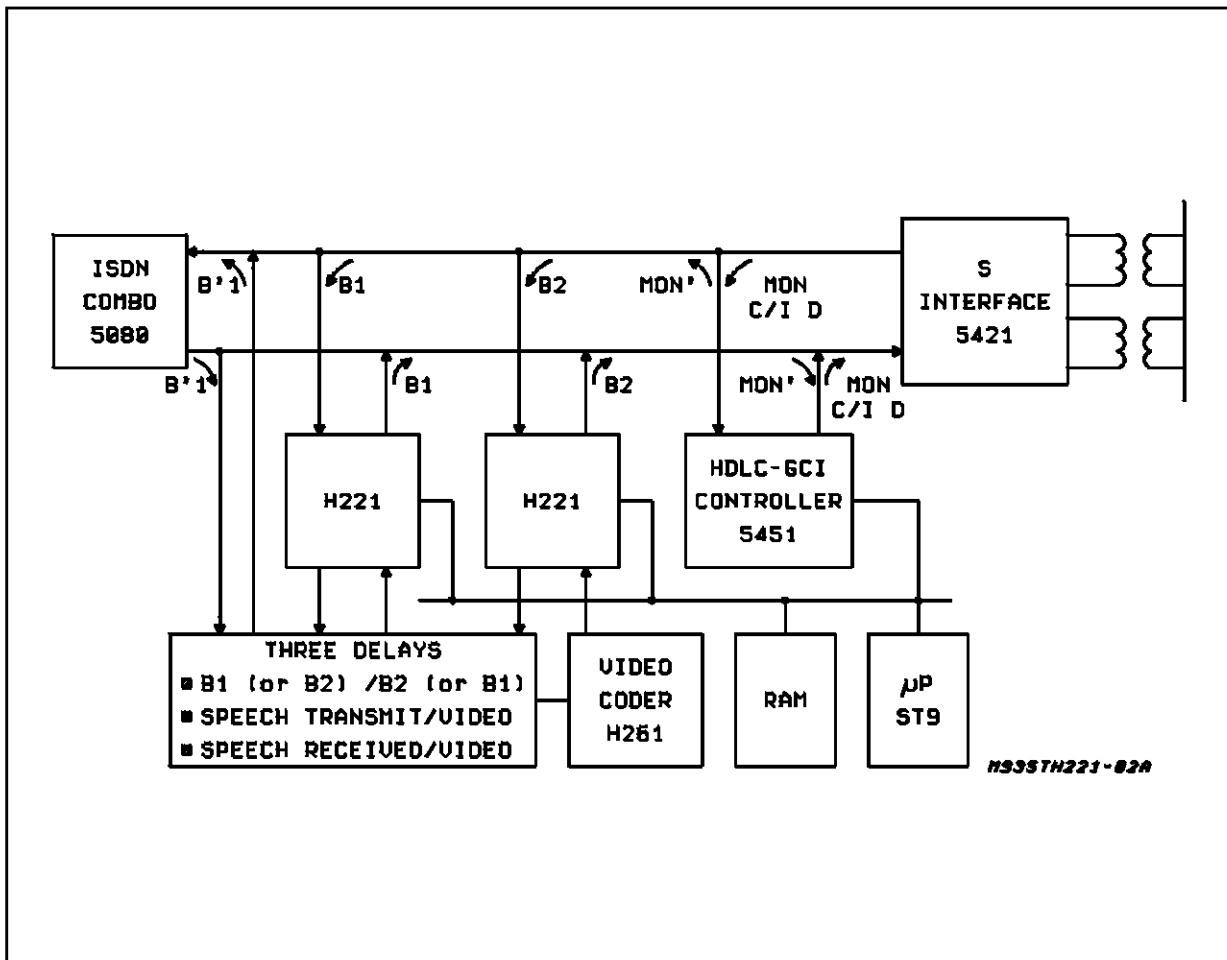 ISDN
COMBO
5080
B'1
B1
B2
MON'
MON
C/I D
S
INTERFACE
5421
B'1
B1
B2
MON'
MON
C/I D
H221
H221
HDLC-GCI
CONTROLLER
5451
THREE DELAYS
■ B1 (or B2) /B2 (or B1)
■ SPEECH TRANSMIT/VIDEO
■ SPEECH RECEIVED/VIDEO
VIDEO
CODER
H261
RAM
µP
ST9
M93STH221-02A